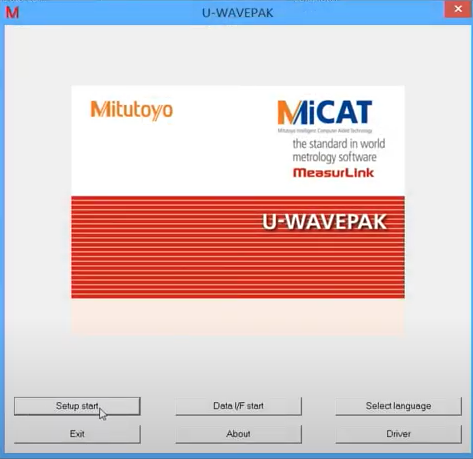 M
U-WAVEPAK
Mitutoyo
MiCAT
Mitutoyo Intelligent Computer Aided Technology
the standard in world
metrology software
MeasurLink
U-WAVEPAK
Setup start
Data I/F start
Select language
Exit
About
Driver